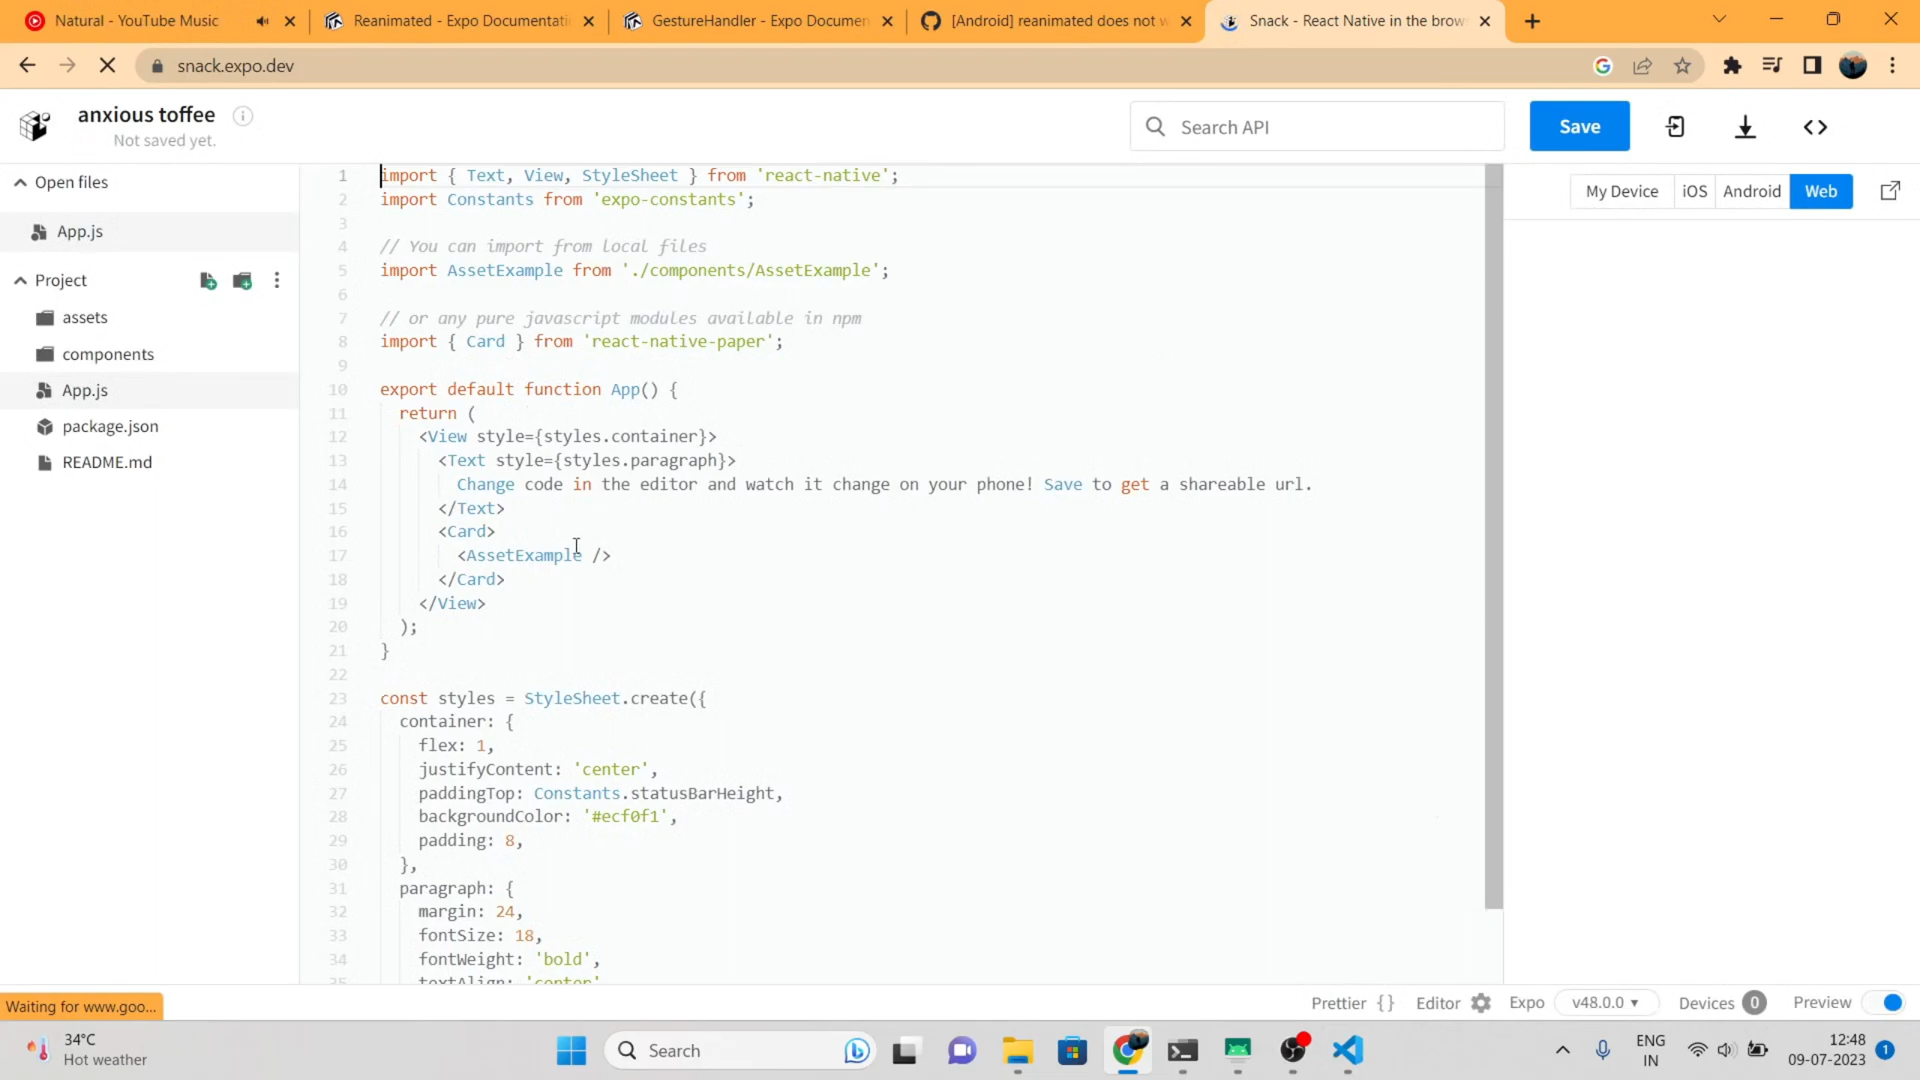 Natural - YouTube Music
Reanimated - Expo Documentati
GestureHandler - Expo Documen
[Android] reanimated does not w
Snack - React Native in the brow
snack.expo.dev
anxious toffee
Not saved yet.
Search API
Save
Open files
App.js
Project
assets
components
App.js
package.json
README.md
My Device
iOS
Android
Web
1 import { Text, View, StyleSheet } from 'react-native';
2 import Constants from 'expo-constants';
3
4 // You can import from local files
5 import AssetExample from './components/AssetExample';
6
7 // or any pure javascript modules available in npm
8 import { Card } from 'react-native-paper';
9
10 export default function App() {
11 return (
12 <View style={styles.container}>
13 <Text style={styles.paragraph}>
14 Change code in the editor and watch it change on your phone! Save to get a shareable url.
15 </Text>
16 <Card>
17 <AssetExample />
18 </Card>
19 </View>
20 );
21 }
22
23 const styles = StyleSheet.create({
24 container: {
25 flex: 1,
26 justifyContent: 'center',
27 paddingTop: Constants.statusBarHeight,
28 backgroundColor: '#ecf0f1',
29 padding: 8,
30 },
31 paragraph: {
32 margin: 24,
33 fontSize: 18,
34 fontWeight: 'bold',
35 textAlign: 'center'
Waiting for www.goo...
Prettier { }
Editor
Expo
v48.0.0
Devices 0
Preview
34°C
Hot weather
Search
ENG
IN
12:48
09-07-2023
1